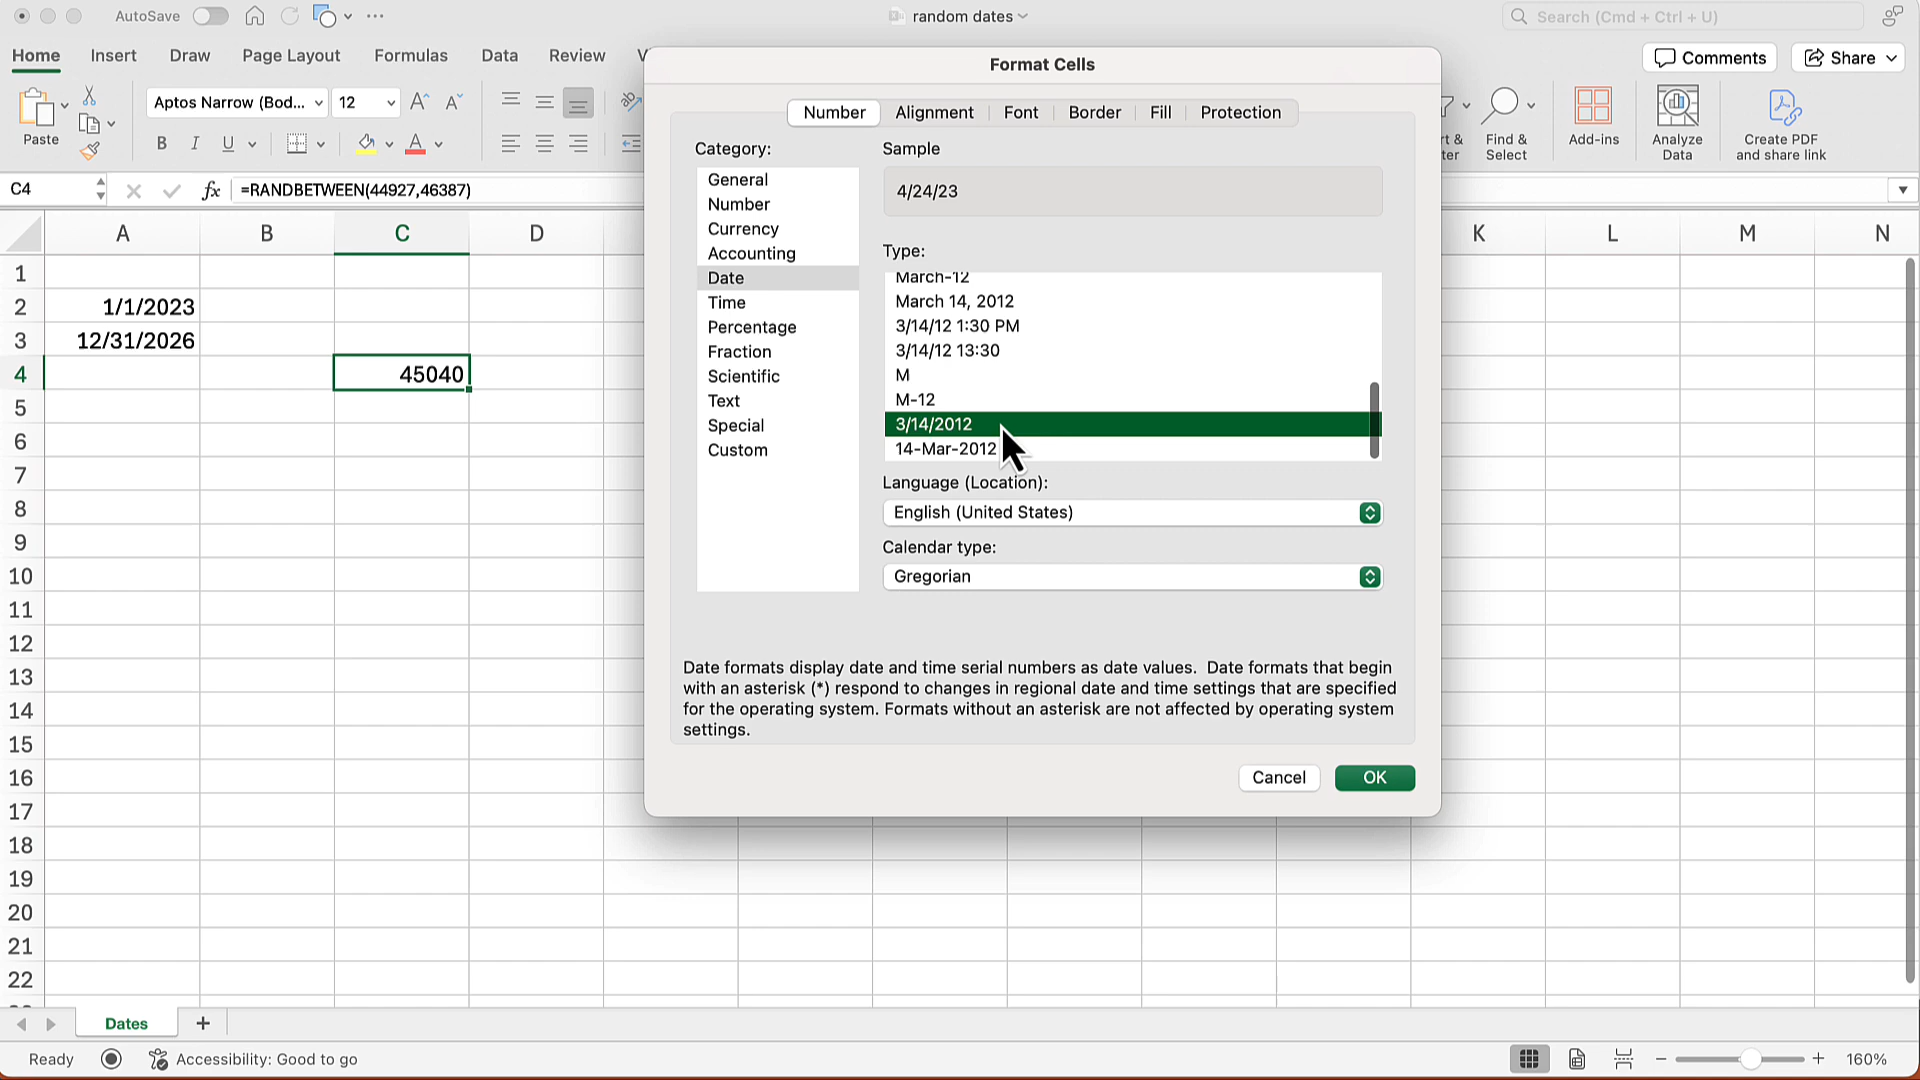 AutoSave
random dates
Search (Cmd + Ctrl + U)
Home Insert Draw Page Layout Formulas Data Review
Comments Share
Paste
Aptos Narrow (Bod... 12
B I U
Find & Select
Add-ins
Analyze Data
Create PDF and share link
C4 fx =RANDBETWEEN(44927,46387)
A B C D K L M N
1
2 1/1/2023
3 12/31/2026
4 45040
5
6
7
8
9
10
11
12
13
14
15
16
17
18
19
20
21
22
Format Cells
Number Alignment Font Border Fill Protection
Category:
General
Number
Currency
Accounting
Date
Time
Percentage
Fraction
Scientific
Text
Special
Custom
Sample
4/24/23
Type:
March-12
March 14, 2012
3/14/12 1:30 PM
3/14/12 13:30
M
M-12
3/14/2012
14-Mar-2012
Language (Location):
English (United States)
Calendar type:
Gregorian
Date formats display date and time serial numbers as date values. Date formats that begin
with an asterisk (*) respond to changes in regional date and time settings that are specified
for the operating system. Formats without an asterisk are not affected by operating system
settings.
Cancel OK
Dates
Ready Accessibility: Good to go 160%